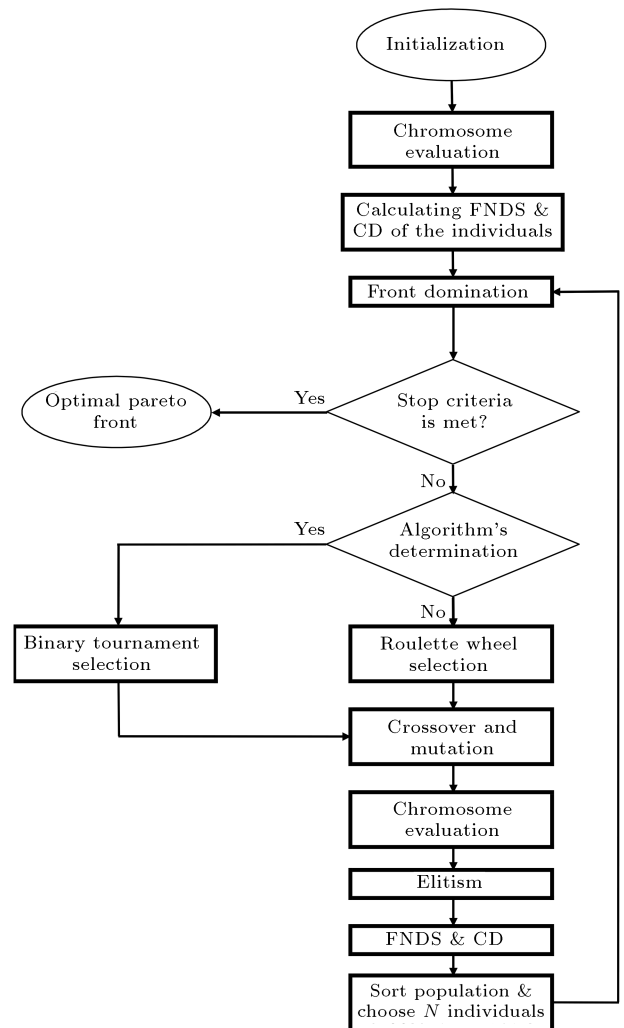 Initialization
Chromosome
evaluation
Calculating FNDS &
CD of the individuals
Front domination
Stop criteria
is met?
Yes
Optimal pareto
front
No
Algorithm's
determination
Yes
No
Binary tournament
selection
Roulette wheel
selection
Crossover and
mutation
Chromosome
evaluation
Elitism
FNDS & CD
Sort population &
choose N individuals